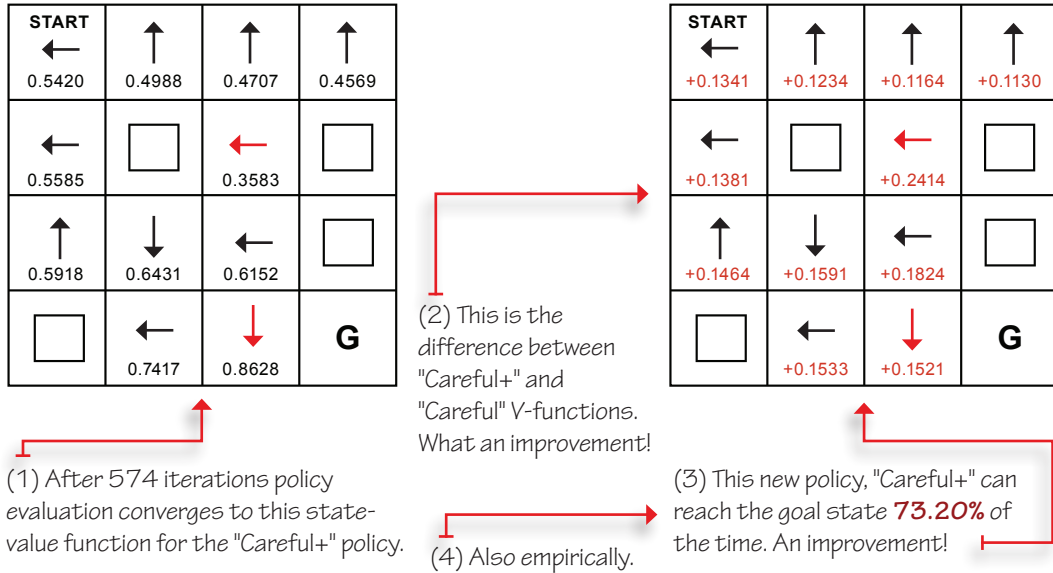 START
0.5420 0.4988 0.4707 0.4569
0.5585 0.3583
0.5918 0.6431 0.6152
G
0.7417 0.8628
START
+0.1341 +0.1234 +0.1164 +0.1130
+0.1381 +0.2414
+0.1464 +0.1591 +0.1824
G
+0.1533 +0.1521
(2) This is the
difference between
"Careful+" and
"Careful" V-functions.
What an improvement!
(1) After 574 iterations policy
evaluation converges to this state-
value function for the "Careful+" policy.
(4) Also empirically.
(3) This new policy, "Careful+" can
reach the goal state 73.20% of
the time. An improvement!